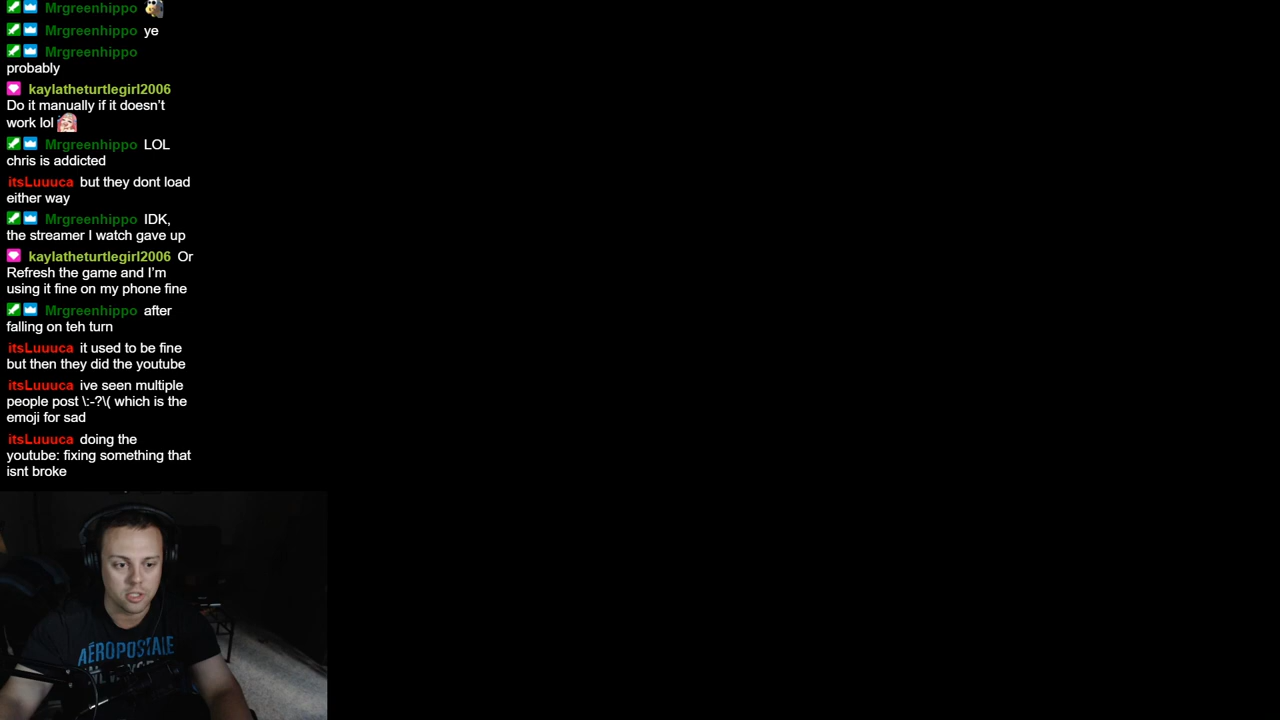 Mrgreenhippo
Mrgreenhippo ye
Mrgreenhippo
probably
kaylatheturtlegirl2006
Do it manually if it doesn't
work lol
Mrgreenhippo LOL
chris is addicted
itsLuuuca but they dont load
either way
Mrgreenhippo IDK,
the streamer I watch gave up
kaylatheturtlegirl2006 Or
Refresh the game and I'm
using it fine on my phone fine
Mrgreenhippo after
falling on teh turn
itsLuuuca it used to be fine
but then they did the youtube
itsLuuuca ive seen multiple
people post \:-?\( which is the
emoji for sad
itsLuuuca doing the
youtube: fixing something that
isnt broke
AÉROPOSTALE